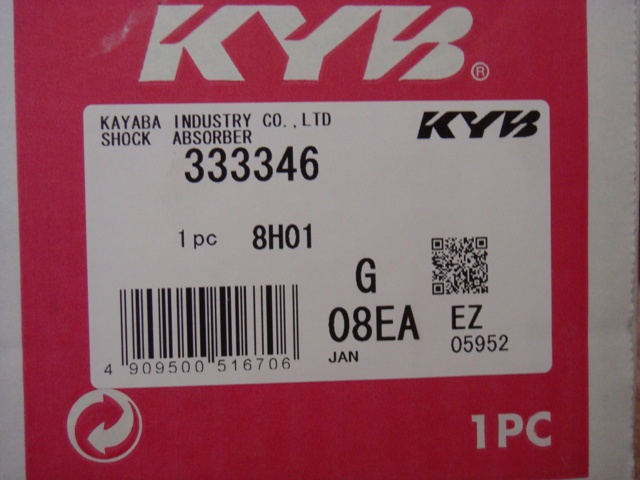 KYB®
KAYABA INDUSTRY CO.,LTD
SHOCK ABSORBER
KYB
333346
1pc 8H01
G
08EA EZ
JAN 05952
4 909500 516706
1PC